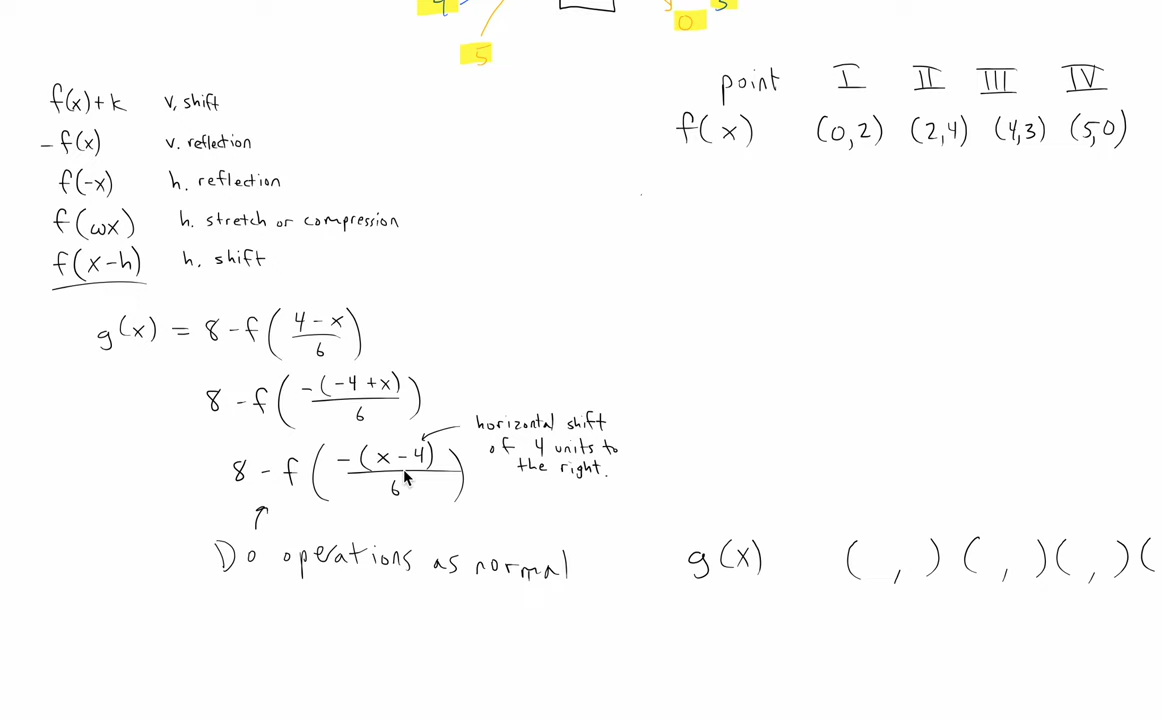 5
0
point I II III IV
f(x) (0,2) (2,4) (4,3) (5,0)
f(x)+k v. shift
-f(x) v. reflection
f(-x) h. reflection
f(ωx) h. stretch or compression
f(x-h) h. shift
g(x) = 8 - f((4-x)/6)
8 - f(-(-4+x)/6)
8 - f(-(x-4)/6)
horizontal shift
of 4 units to
the right.
Do operations as normal
g(x) ( , ) ( , ) ( , ) (